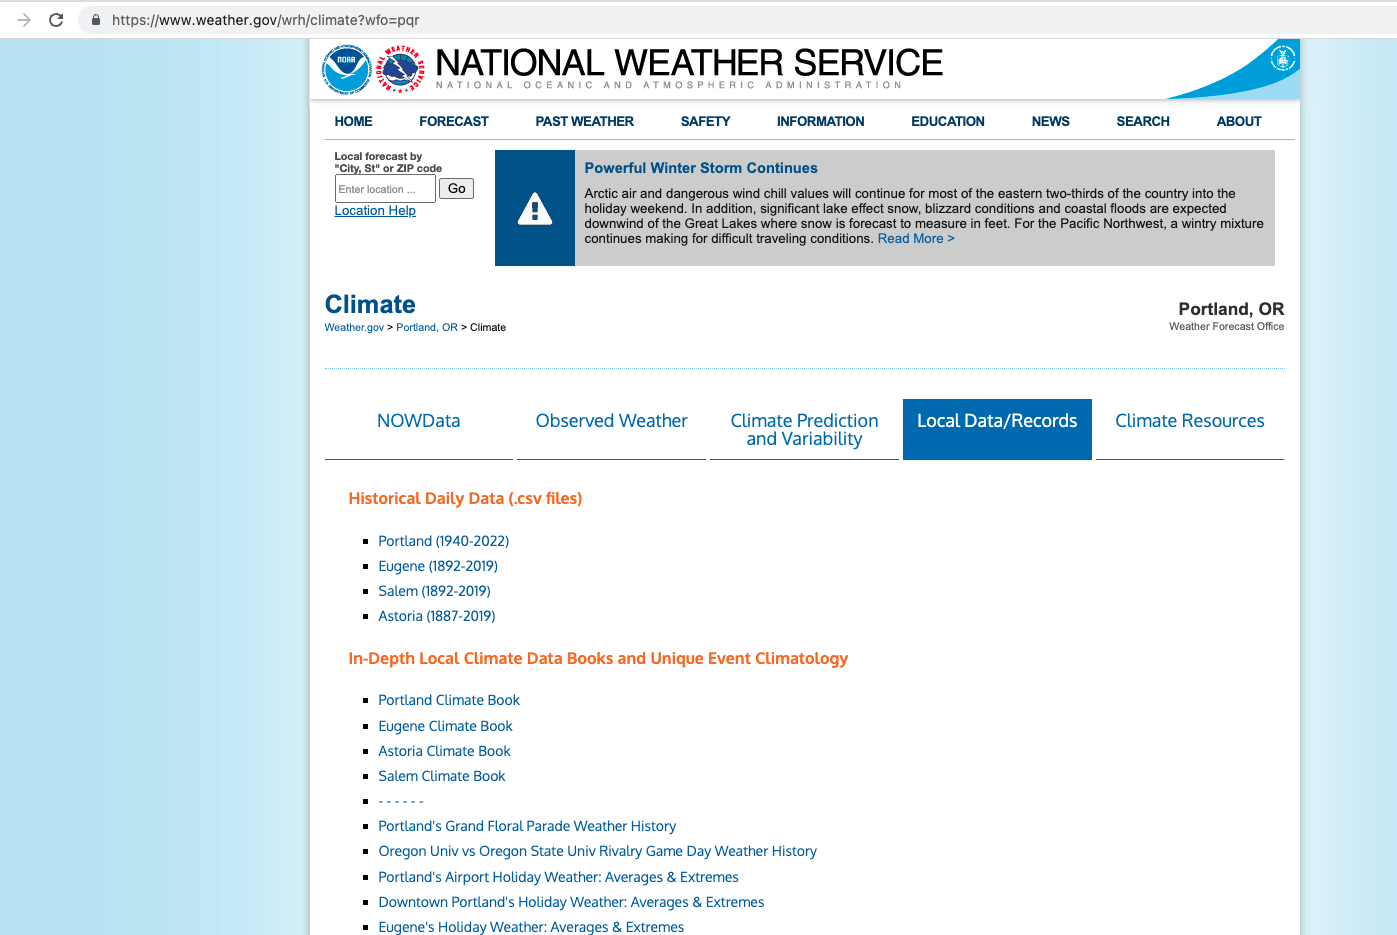 https://www.weather.gov/wrh/climate?wfo=pqr
NOAA
NATIONAL WEATHER SERVICE
NATIONAL OCEANIC AND ATMOSPHERIC ADMINISTRATION
HOME FORECAST PAST WEATHER SAFETY INFORMATION EDUCATION NEWS SEARCH ABOUT
Local forecast by
"City, St" or ZIP code
Enter location ... Go
Location Help
Powerful Winter Storm Continues
Arctic air and dangerous wind chill values will continue for most of the eastern two-thirds of the country into the
holiday weekend. In addition, significant lake effect snow, blizzard conditions and coastal floods are expected
downwind of the Great Lakes where snow is forecast to measure in feet. For the Pacific Northwest, a wintry mixture
continues making for difficult traveling conditions. Read More >
Climate
Weather.gov > Portland, OR > Climate
Portland, OR
Weather Forecast Office
NOWData
Observed Weather
Climate Prediction
and Variability
Local Data/Records
Climate Resources
Historical Daily Data (.csv files)
Portland (1940-2022)
Eugene (1892-2019)
Salem (1892-2019)
Astoria (1887-2019)
In-Depth Local Climate Data Books and Unique Event Climatology
Portland Climate Book
Eugene Climate Book
Astoria Climate Book
Salem Climate Book
- - - - - -
Portland's Grand Floral Parade Weather History
Oregon Univ vs Oregon State Univ Rivalry Game Day Weather History
Portland's Airport Holiday Weather: Averages & Extremes
Downtown Portland's Holiday Weather: Averages & Extremes
Eugene's Holiday Weather: Averages & Extremes